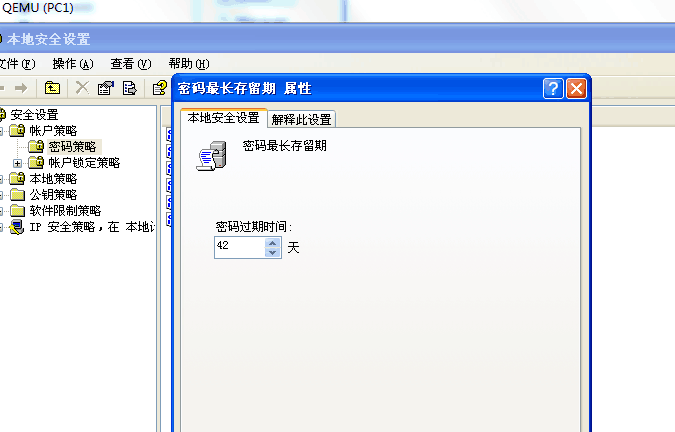 QEMU (PC1)
本地安全设置
文件(F) 操作(A) 查看(V) 帮助(H)
密码最长存留期 属性
安全设置
帐户策略
密码策略
帐户锁定策略
本地策略
公钥策略
软件限制策略
IP 安全策略，在 本地
本地安全设置 解释此设置
密码最长存留期
密码过期时间:
42 天